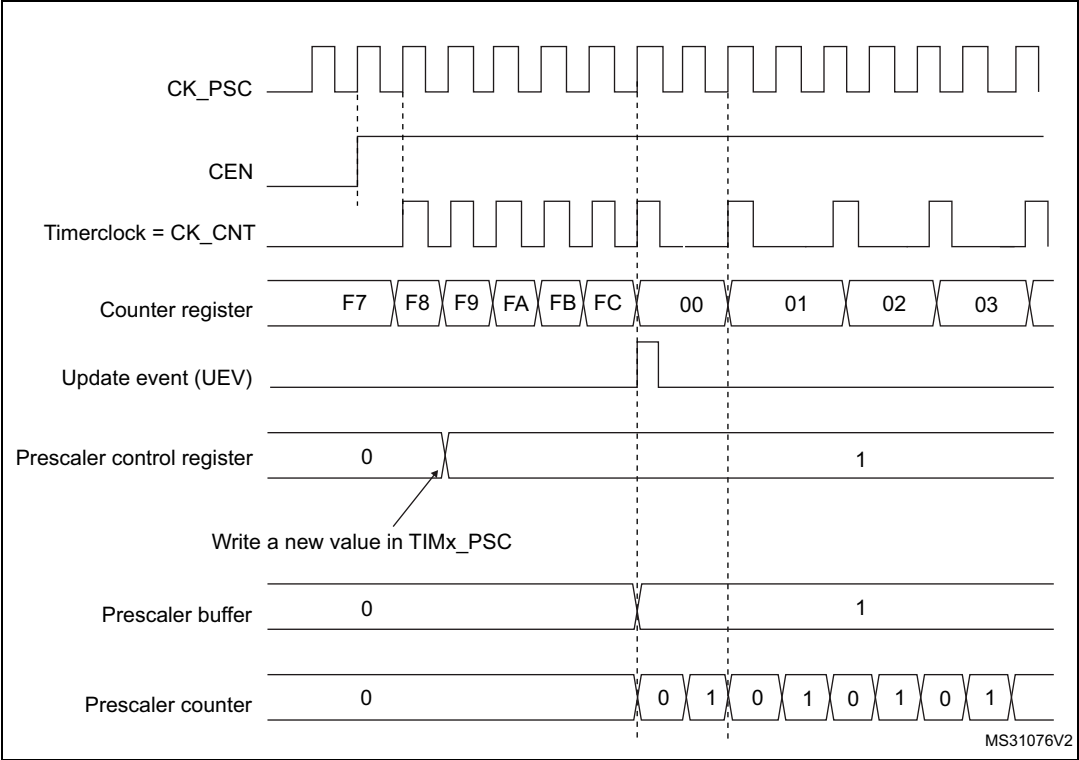 CK_PSC
CEN
Timerclock = CK_CNT
Counter register F7 F8 F9 FA FB FC 00 01 02 03
Update event (UEV)
Prescaler control register 0 1
Write a new value in TIMx_PSC
Prescaler buffer 0 1
Prescaler counter 0 0 1 0 1 0 1 0 1
MS31076V2